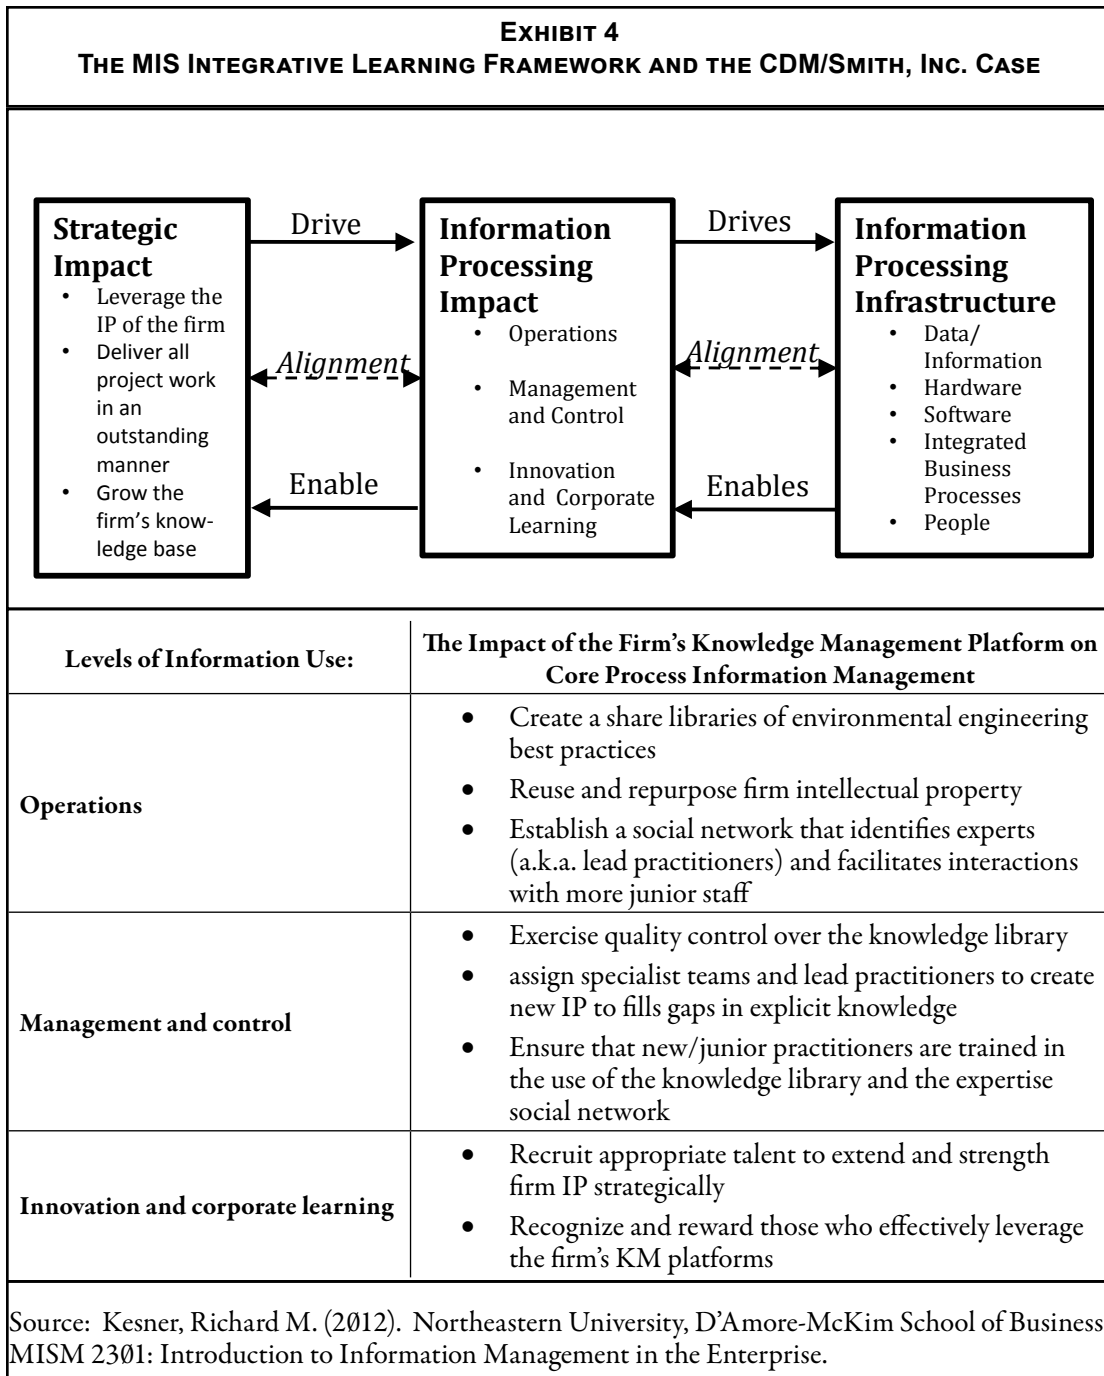 EXHIBIT 4
THE MIS INTEGRATIVE LEARNING FRAMEWORK AND THE CDM/SMITH, INC. CASE
Strategic
Impact
• Leverage the
IP of the firm
• Deliver all
project work
in an
outstanding
manner
• Grow the
firm's know-
ledge base
Drive
Alignment
Enable
Information
Processing
Impact
• Operations
• Management
and Control
• Innovation
and Corporate
Learning
Drives
Alignment
Enables
Information
Processing
Infrastructure
• Data/
Information
• Hardware
• Software
• Integrated
Business
Processes
• People
Levels of Information Use:
The Impact of the Firm's Knowledge Management Platform on
Core Process Information Management
Operations
• Create a share libraries of environmental engineering
best practices
• Reuse and repurpose firm intellectual property
• Establish a social network that identifies experts
(a.k.a. lead practitioners) and facilitates interactions
with more junior staff
Management and control
• Exercise quality control over the knowledge library
• assign specialist teams and lead practitioners to create
new IP to fills gaps in explicit knowledge
• Ensure that new/junior practitioners are trained in
the use of the knowledge library and the expertise
social network
Innovation and corporate learning
• Recruit appropriate talent to extend and strength
firm IP strategically
• Recognize and reward those who effectively leverage
the firm's KM platforms
Source: Kesner, Richard M. (2012). Northeastern University, D'Amore-McKim School of Business
MISM 2301: Introduction to Information Management in the Enterprise.